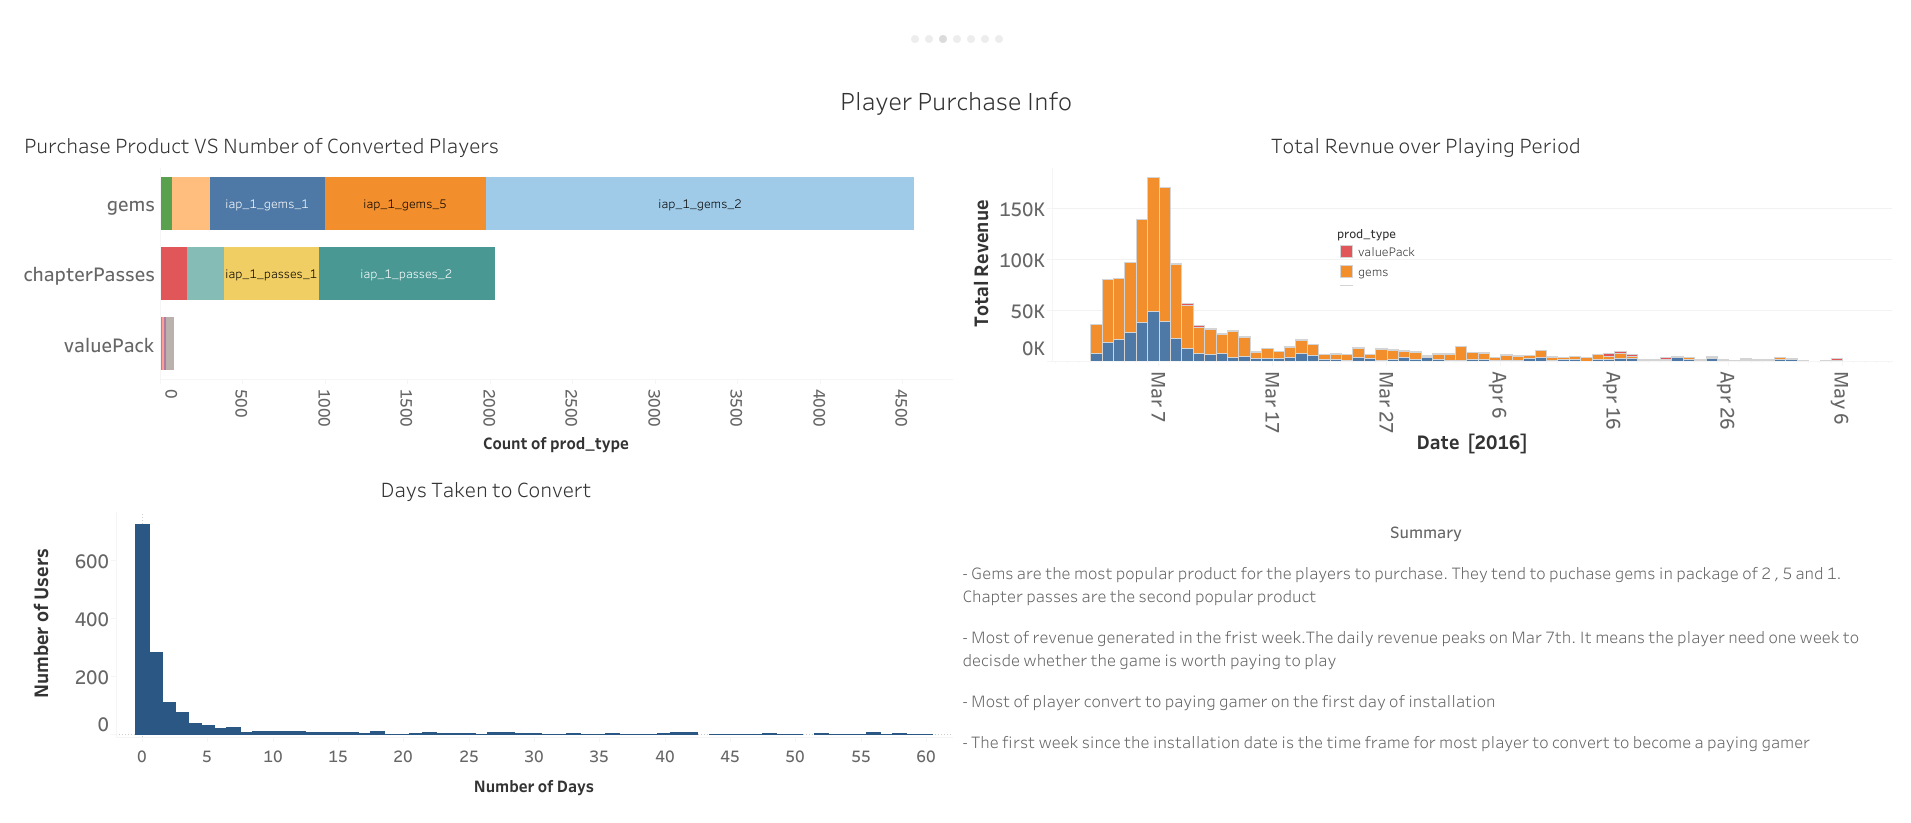 Player Purchase Info
Purchase Product VS Number of Converted Players
gems
iap_1_gems_1
iap_1_gems_5
iap_1_gems_2
chapterPasses
iap_1_passes_1
iap_1_passes_2
valuePack
0
500
1000
1500
2000
2500
3000
3500
4000
4500
Count of prod_type
Total Revnue over Playing Period
Total Revenue
150K
100K
50K
0K
prod_type
valuePack
gems
Mar 7
Mar 17
Mar 27
Apr 6
Apr 16
Apr 26
May 6
Date [2016]
Days Taken to Convert
Number of Users
600
400
200
0
0
5
10
15
20
25
30
35
40
45
50
55
60
Number of Days
Summary
- Gems are the most popular product for the players to purchase. They tend to puchase gems in package of 2 , 5 and 1.
Chapter passes are the second popular product
- Most of revenue generated in the frist week.The daily revenue peaks on Mar 7th. It means the player need one week to
decisde whether the game is worth paying to play
- Most of player convert to paying gamer on the first day of installation
- The first week since the installation date is the time frame for most player to convert to become a paying gamer